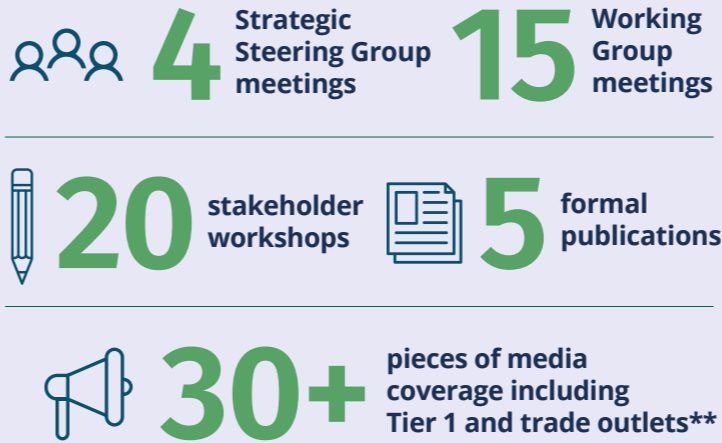 4 Strategic
Steering Group
meetings
15 Working
Group
meetings
20 stakeholder
workshops
5 formal
publications
30+ pieces of media
coverage including
Tier 1 and trade outlets**